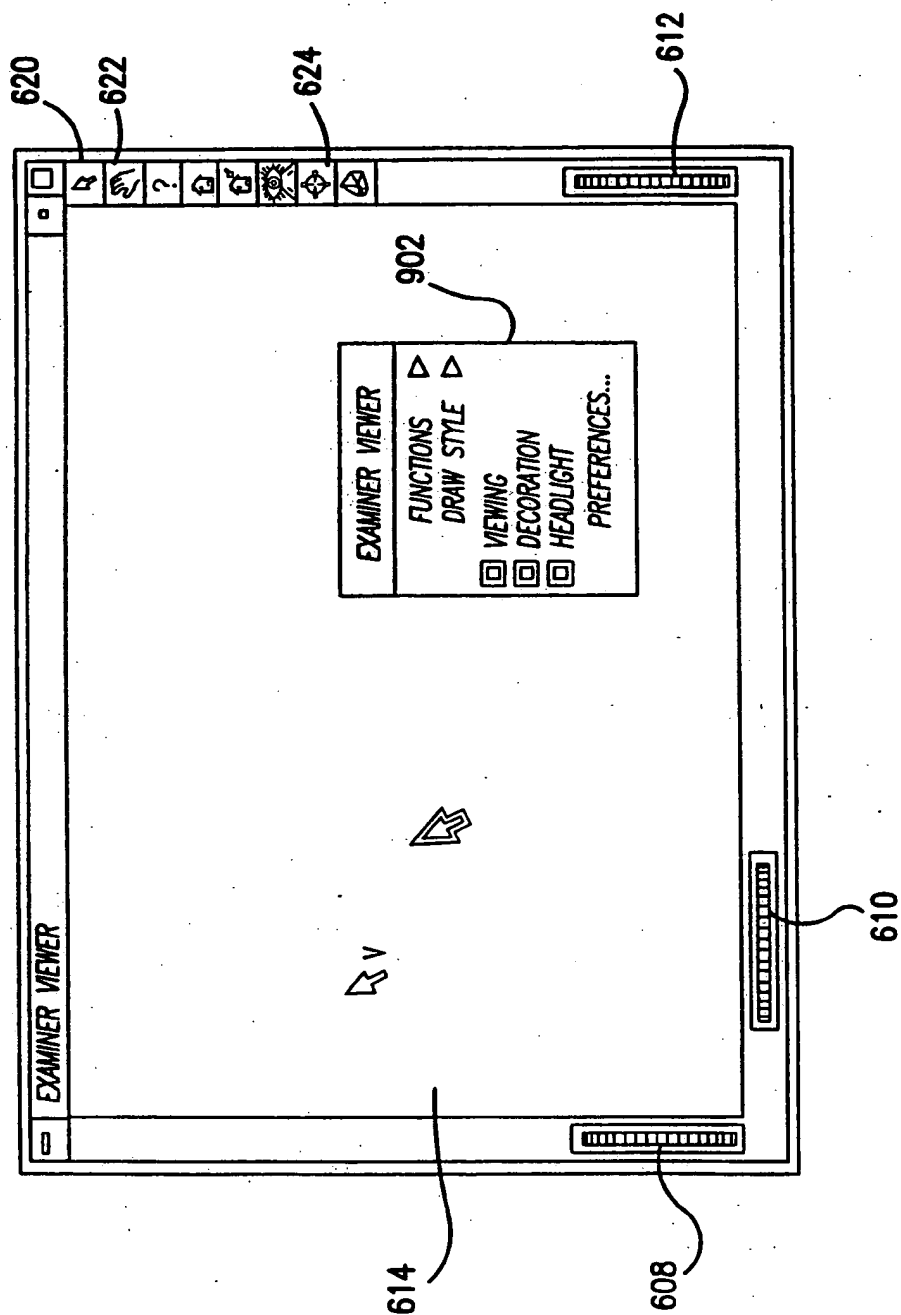 EXAMINER VIEWER
620
622
?
624
EXAMINER VIEWER
FUNCTIONS
DRAW STYLE
VIEWING
DECORATION
HEADLIGHT
PREFERENCES...
902
V
614
608
610
612